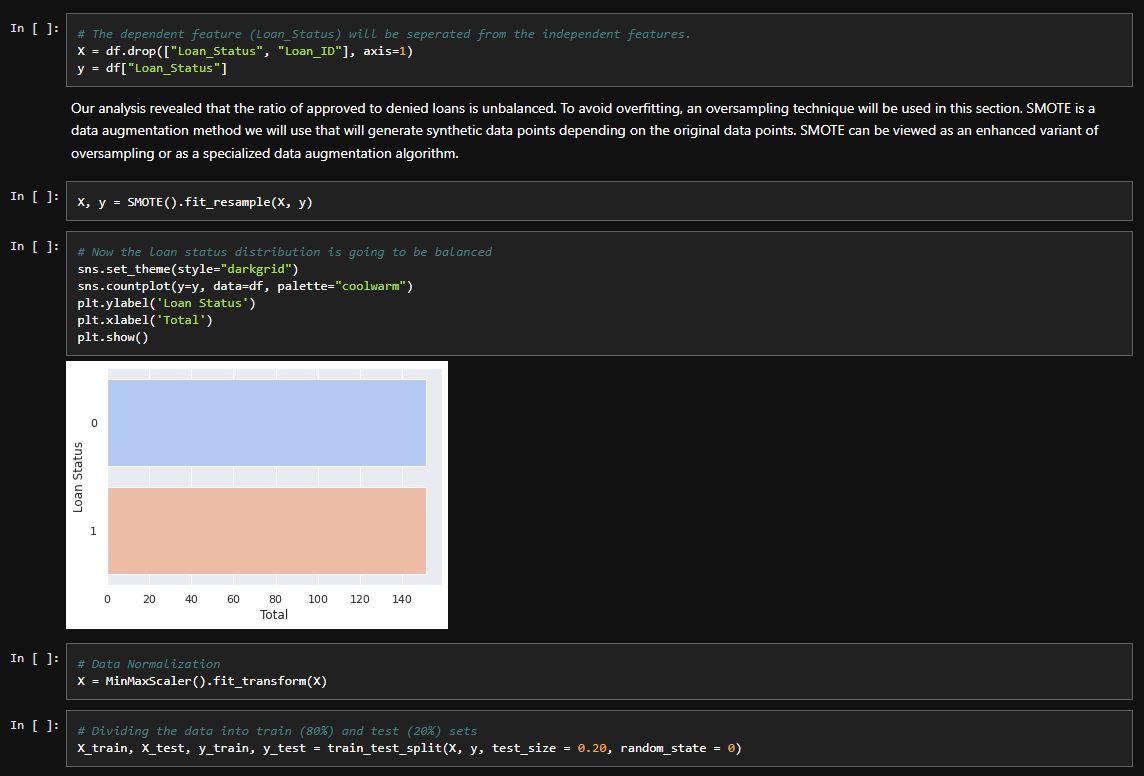 In [ ]:
# The dependent feature (Loan_Status) will be seperated from the independent features.
X = df.drop(["Loan_Status", "Loan_ID"], axis=1)
y = df["Loan_Status"]
Our analysis revealed that the ratio of approved to denied loans is unbalanced. To avoid overfitting, an oversampling technique will be used in this section. SMOTE is a
data augmentation method we will use that will generate synthetic data points depending on the original data points. SMOTE can be viewed as an enhanced variant of
oversampling or as a specialized data augmentation algorithm.
In [ ]:
X, y = SMOTE().fit_resample(X, y)
In [ ]:
# Now the loan status distribution is going to be balanced
sns.set_theme(style="darkgrid")
sns.countplot(y=y, data=df, palette="coolwarm")
plt.ylabel('Loan Status')
plt.xlabel('Total')
plt.show()
Loan Status
0
1
0 20 40 60 80 100 120 140
Total
In [ ]:
# Data Normalization
X = MinMaxScaler().fit_transform(X)
In [ ]:
# Dividing the data into train (80%) and test (20%) sets
X_train, X_test, y_train, y_test = train_test_split(X, y, test_size = 0.20, random_state = 0)